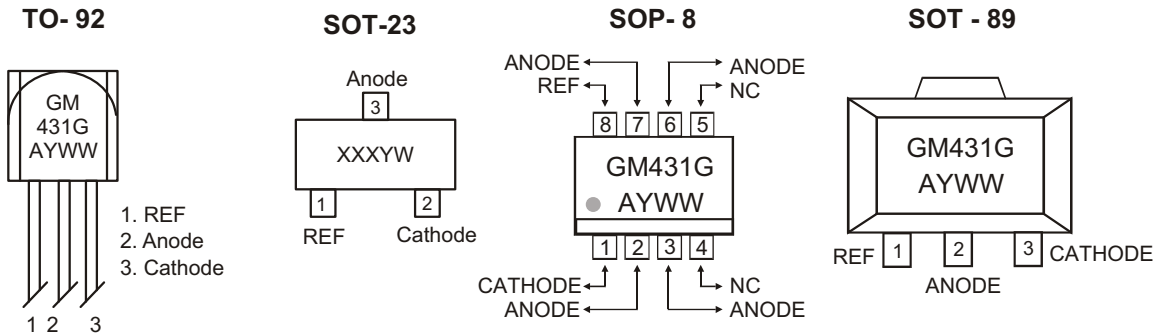 TO- 92
GM
431G
AYWW
1. REF
2. Anode
3. Cathode
1 2 3
SOT-23
Anode
3
XXXYW
1 2
REF Cathode
SOP- 8
ANODE ANODE
REF NC
8 7 6 5
GM431G
AYWW
1 2 3 4
CATHODE NC
ANODE ANODE
SOT - 89
GM431G
AYWW
REF 1 2 3 CATHODE
ANODE